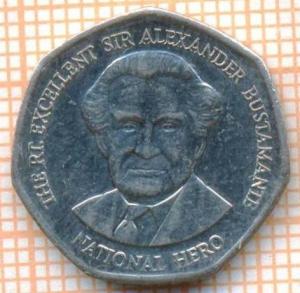 THE RT. EXCELLENT SIR ALEXANDER BUSTAMANTE
NATIONAL HERO